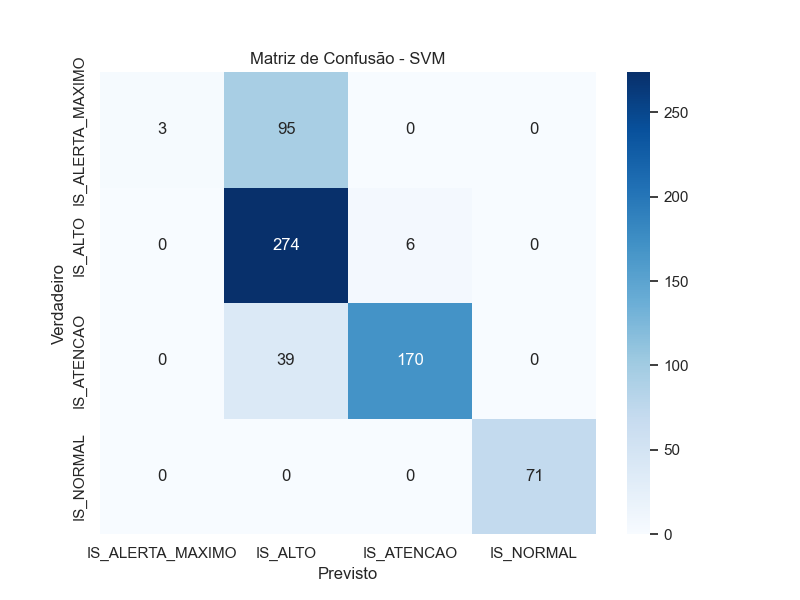 Matriz de Confusão - SVM
Verdadeiro
IS_ALERTA_MAXIMO
3 95 0 0
IS_ALTO
0 274 6 0
IS_ATENCAO
0 39 170 0
IS_NORMAL
0 0 0 71
IS_ALERTA_MAXIMO IS_ALTO IS_ATENCAO IS_NORMAL
Previsto
250
200
150
100
50
0